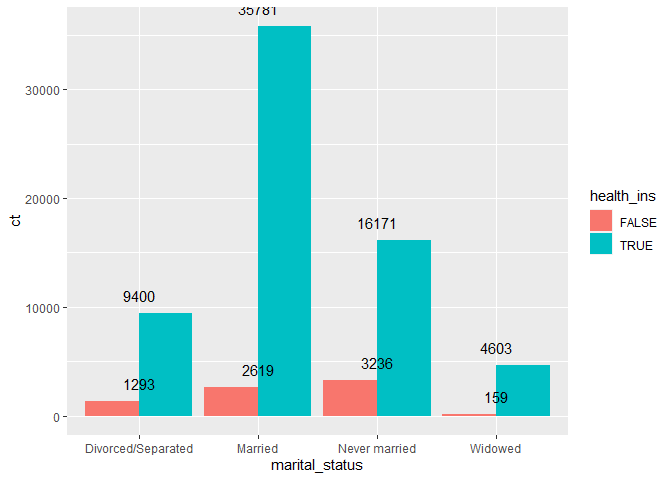 35781
30000
health_ins
FALSE
TRUE
ct
20000
16171
10000
9400
4603
3236
2619
1293
159
0
Divorced/Separated
Married
Never married
Widowed
marital_status